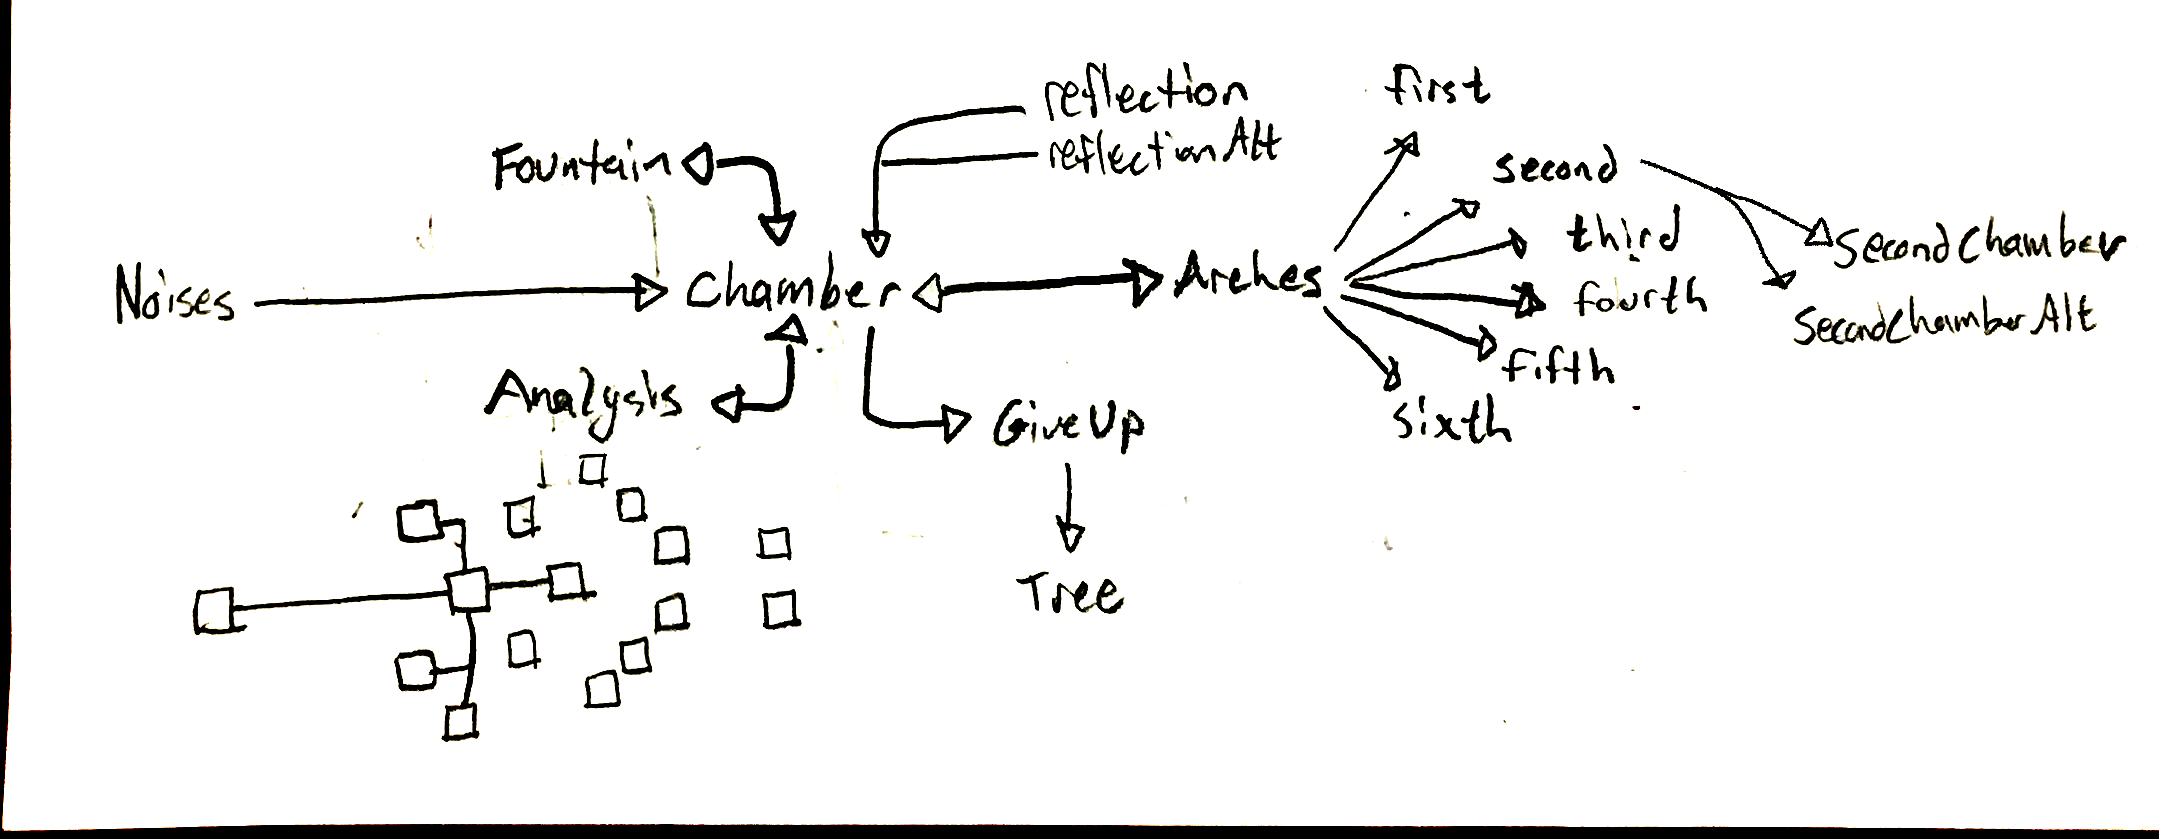 first
reflection
reflectionAlt
Fountain
second
third
SecondChamber
Noises
Chamber
Arches
fourth
SecondChamberAlt
fifth
Analysis
GiveUp
sixth
Tree